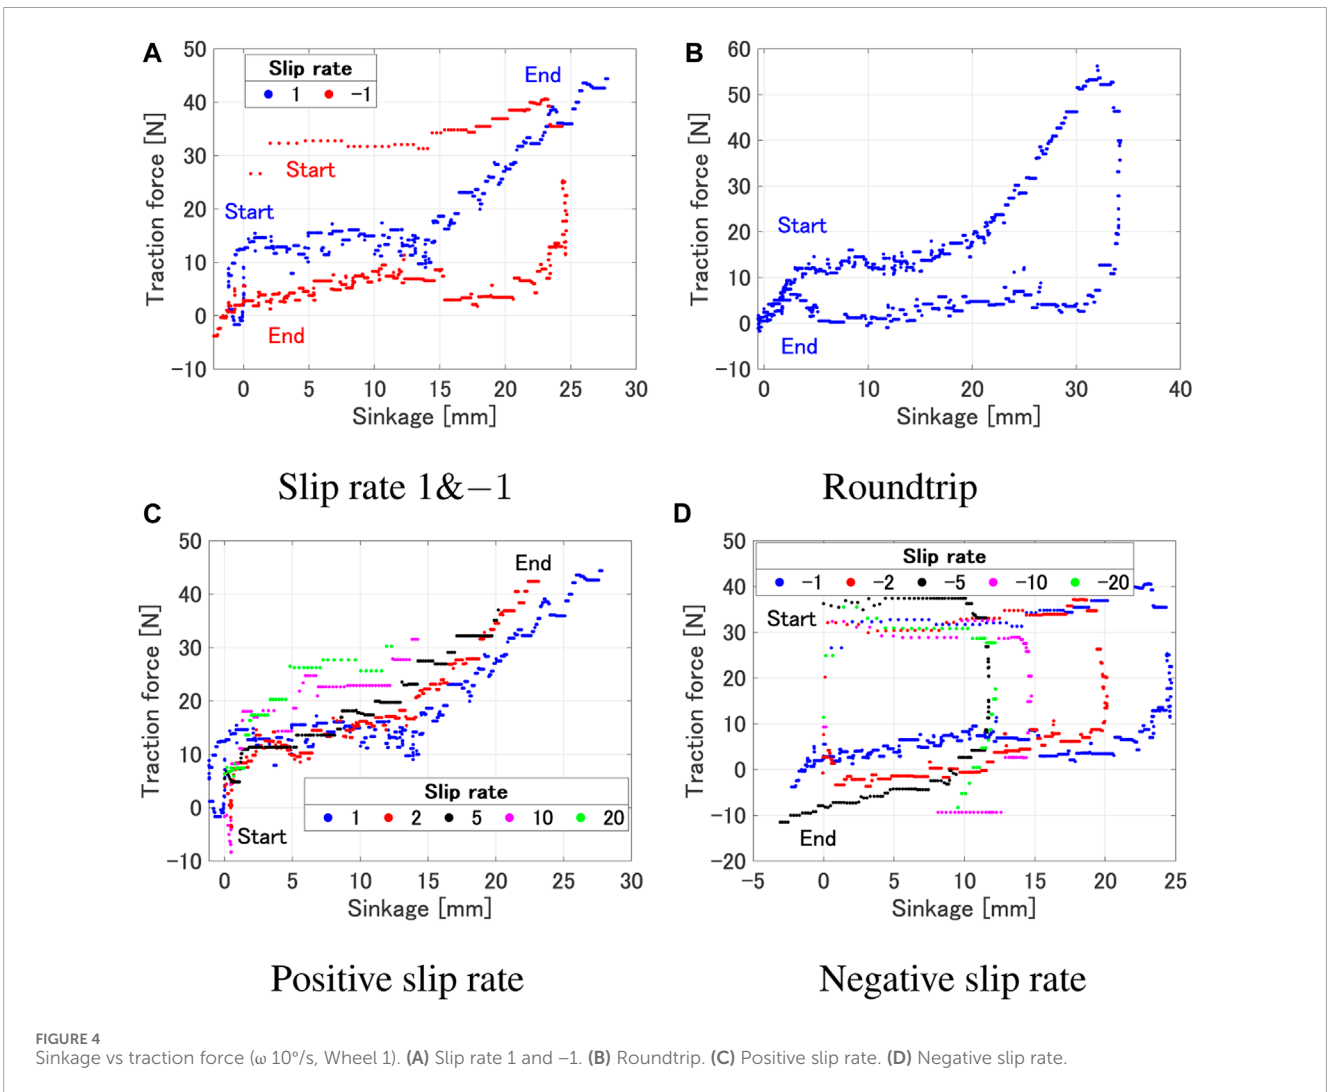 A
50
40
30
20
10
0
−10
Traction force [N]
Slip rate
1 −1
Start
Start
End
End
0 5 10 15 20 25 30
Sinkage [mm]
Slip rate 1&−1
B
60
50
40
30
20
10
0
−10
Traction force [N]
Start
End
0 10 20 30 40
Sinkage [mm]
Roundtrip
C
50
40
30
20
10
0
−10
Traction force [N]
End
Slip rate
1 2 5 10 20
Start
0 5 10 15 20 25 30
Sinkage [mm]
Positive slip rate
D
50
40
30
20
10
0
−10
−20
Traction force [N]
Slip rate
−1 −2 −5 −10 −20
Start
End
−5 0 5 10 15 20 25
Sinkage [mm]
Negative slip rate
FIGURE 4
Sinkage vs traction force (ω 10°/s, Wheel 1). (A) Slip rate 1 and −1. (B) Roundtrip. (C) Positive slip rate. (D) Negative slip rate.